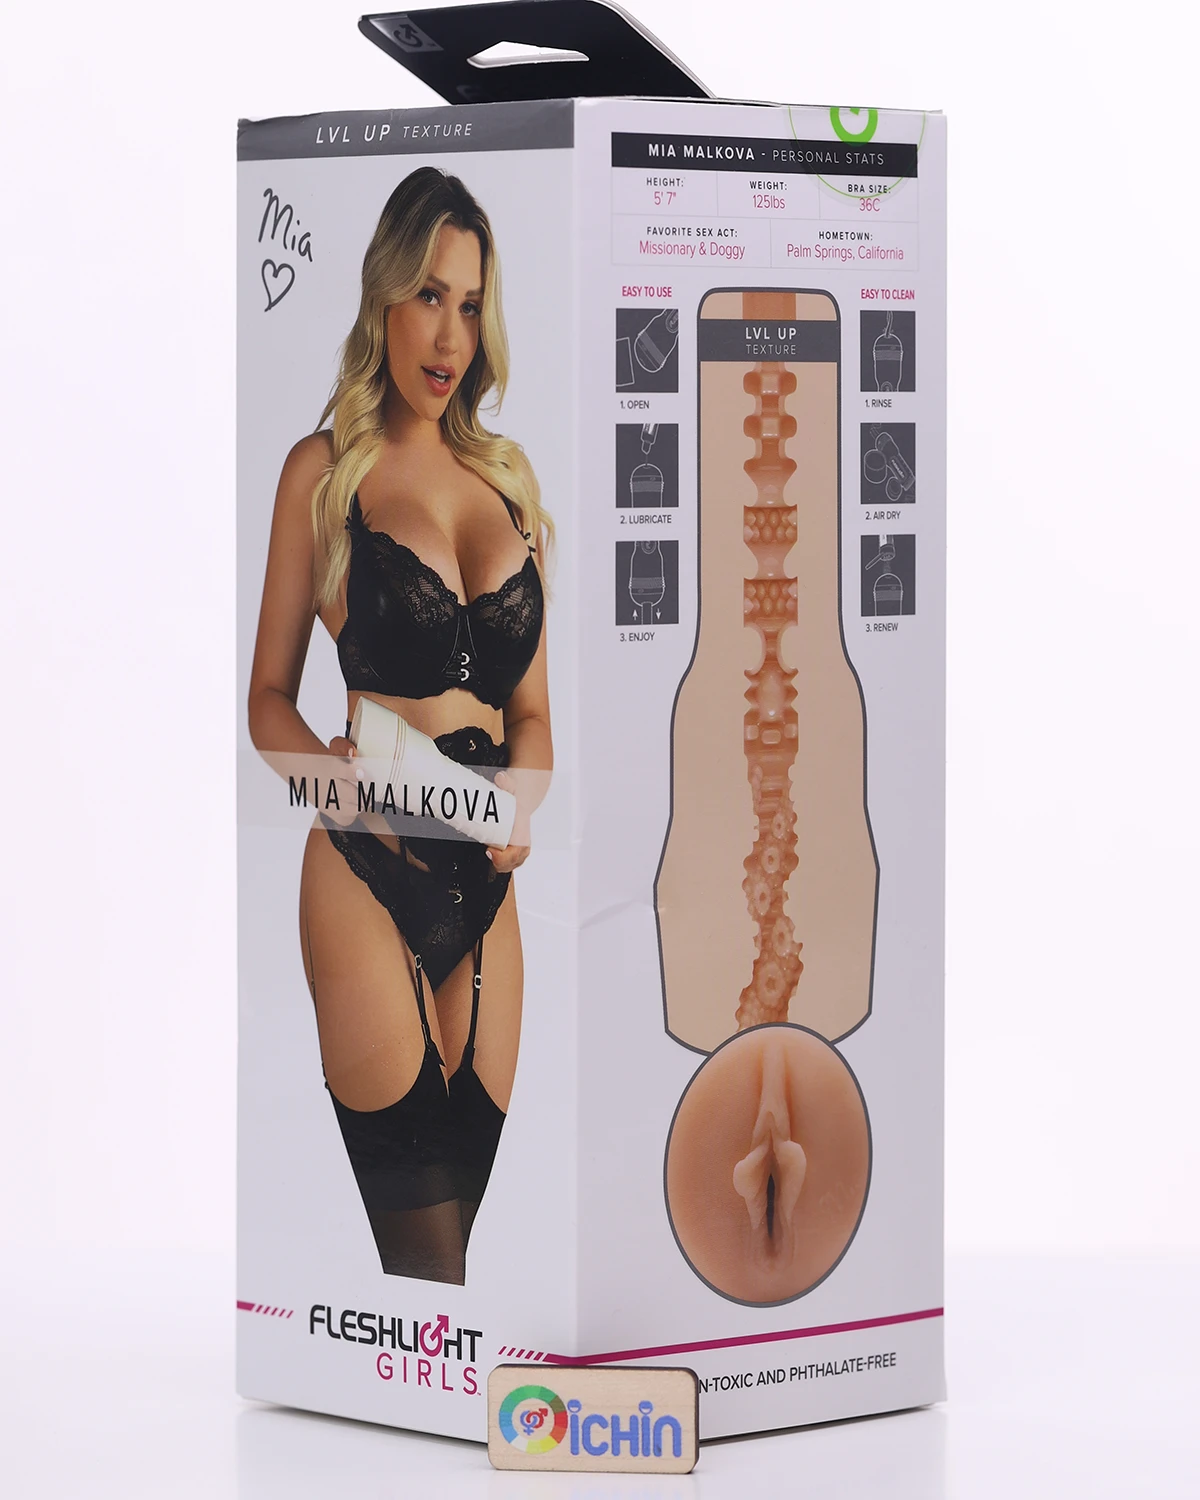 LVL UP TEXTURE
Mia
MIA MALKOVA
FLESHLIGHT
GIRLS
MIA MALKOVA - PERSONAL STATS
HEIGHT:
5' 7"
WEIGHT:
125lbs
BRA SIZE:
36C
FAVORITE SEX ACT:
Missionary & Doggy
HOMETOWN:
Palm Springs, California
EASY TO USE
1. OPEN
2. LUBRICATE
3. ENJOY
LVL UP
TEXTURE
EASY TO CLEAN
1. RINSE
2. AIR DRY
3. RENEW
N-TOXIC AND PHTHALATE-FREE
OiCHiN